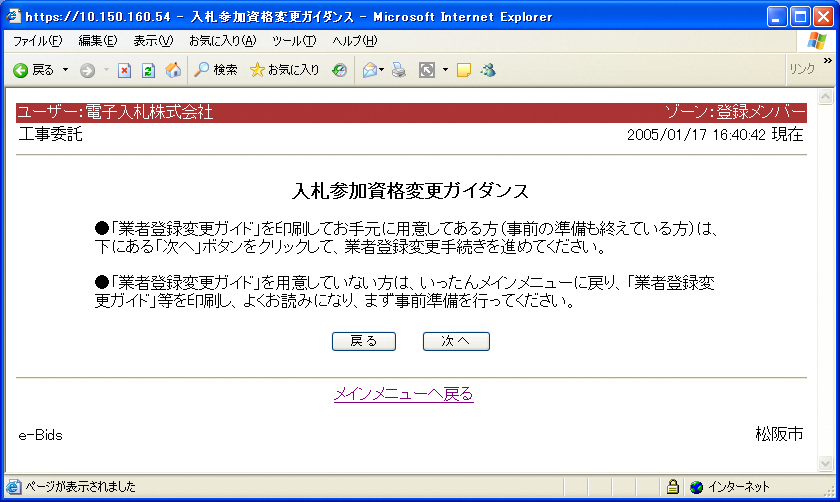 https://10.150.160.54 - 入札参加資格変更ガイダンス - Microsoft Internet Explorer
ファイル(F) 編集(E) 表示(V) お気に入り(A) ツール(T) ヘルプ(H)
戻る 検索 お気に入り リンク »
ユーザー:電子入札株式会社 ゾーン:登録メンバー
工事委託 2005/01/17 16:40:42 現在
入札参加資格変更ガイダンス
●「業者登録変更ガイド」を印刷してお手元に用意してある方(事前の準備も終えている方)は、
下にある「次へ」ボタンをクリックして、業者登録変更手続きを進めてください。
●「業者登録変更ガイド」を用意していない方は、いったんメインメニューに戻り、「業者登録変
更ガイド」等を印刷し、よくお読みになり、まず事前準備を行ってください。
戻る 次へ
メインメニューへ戻る
e-Bids 松阪市
ページが表示されました インターネット